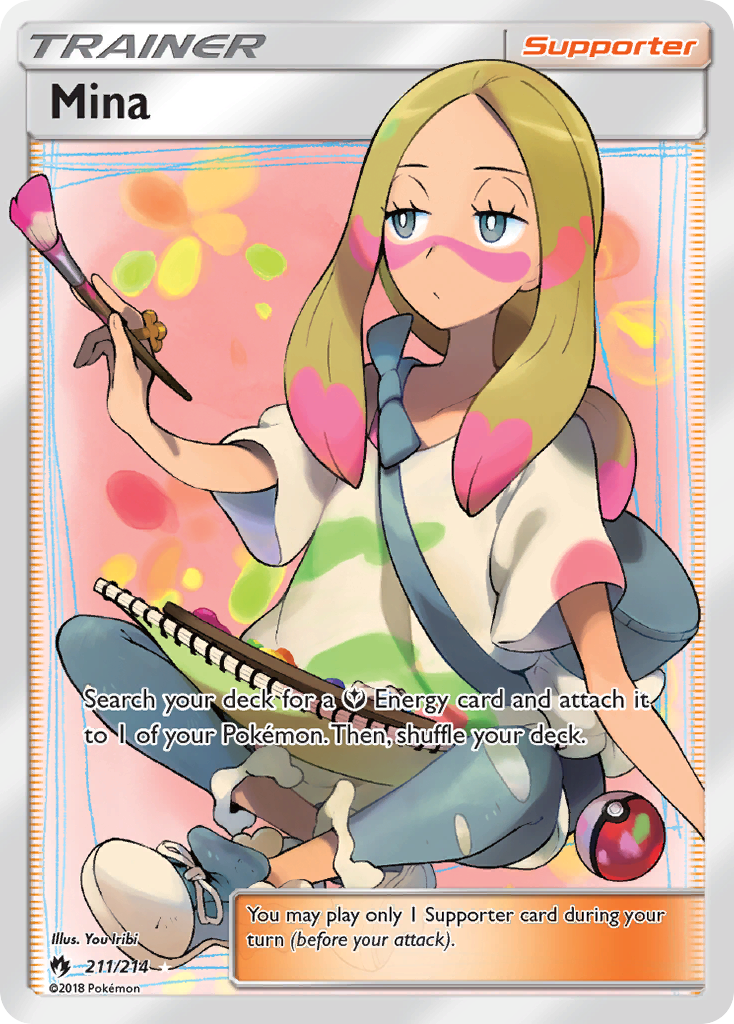 TRAINER
Supporter
Mina
Search your deck for a Energy card and attach it
to 1 of your Pokémon. Then, shuffle your deck.
You may play only 1 Supporter card during your
turn (before your attack).
Illus. You Iribi
211/214
©2018 Pokémon